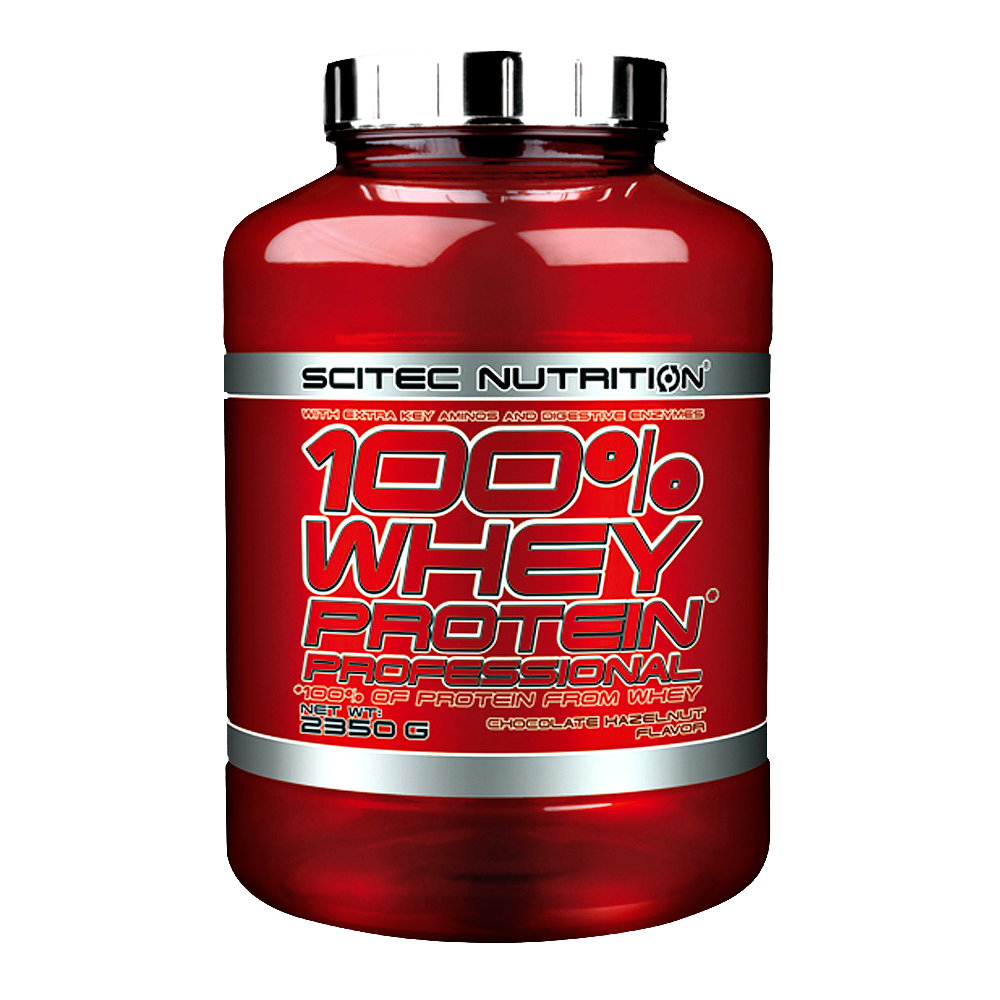 SCITEC NUTRITION®
WITH EXTRA KEY AMINOS AND DIGESTIVE ENZYMES
100%
WHEY
PROTEIN*
PROFESSIONAL
*100% OF PROTEIN FROM WHEY
NET WT:
2350 G
CHOCOLATE HAZELNUT
FLAVOR